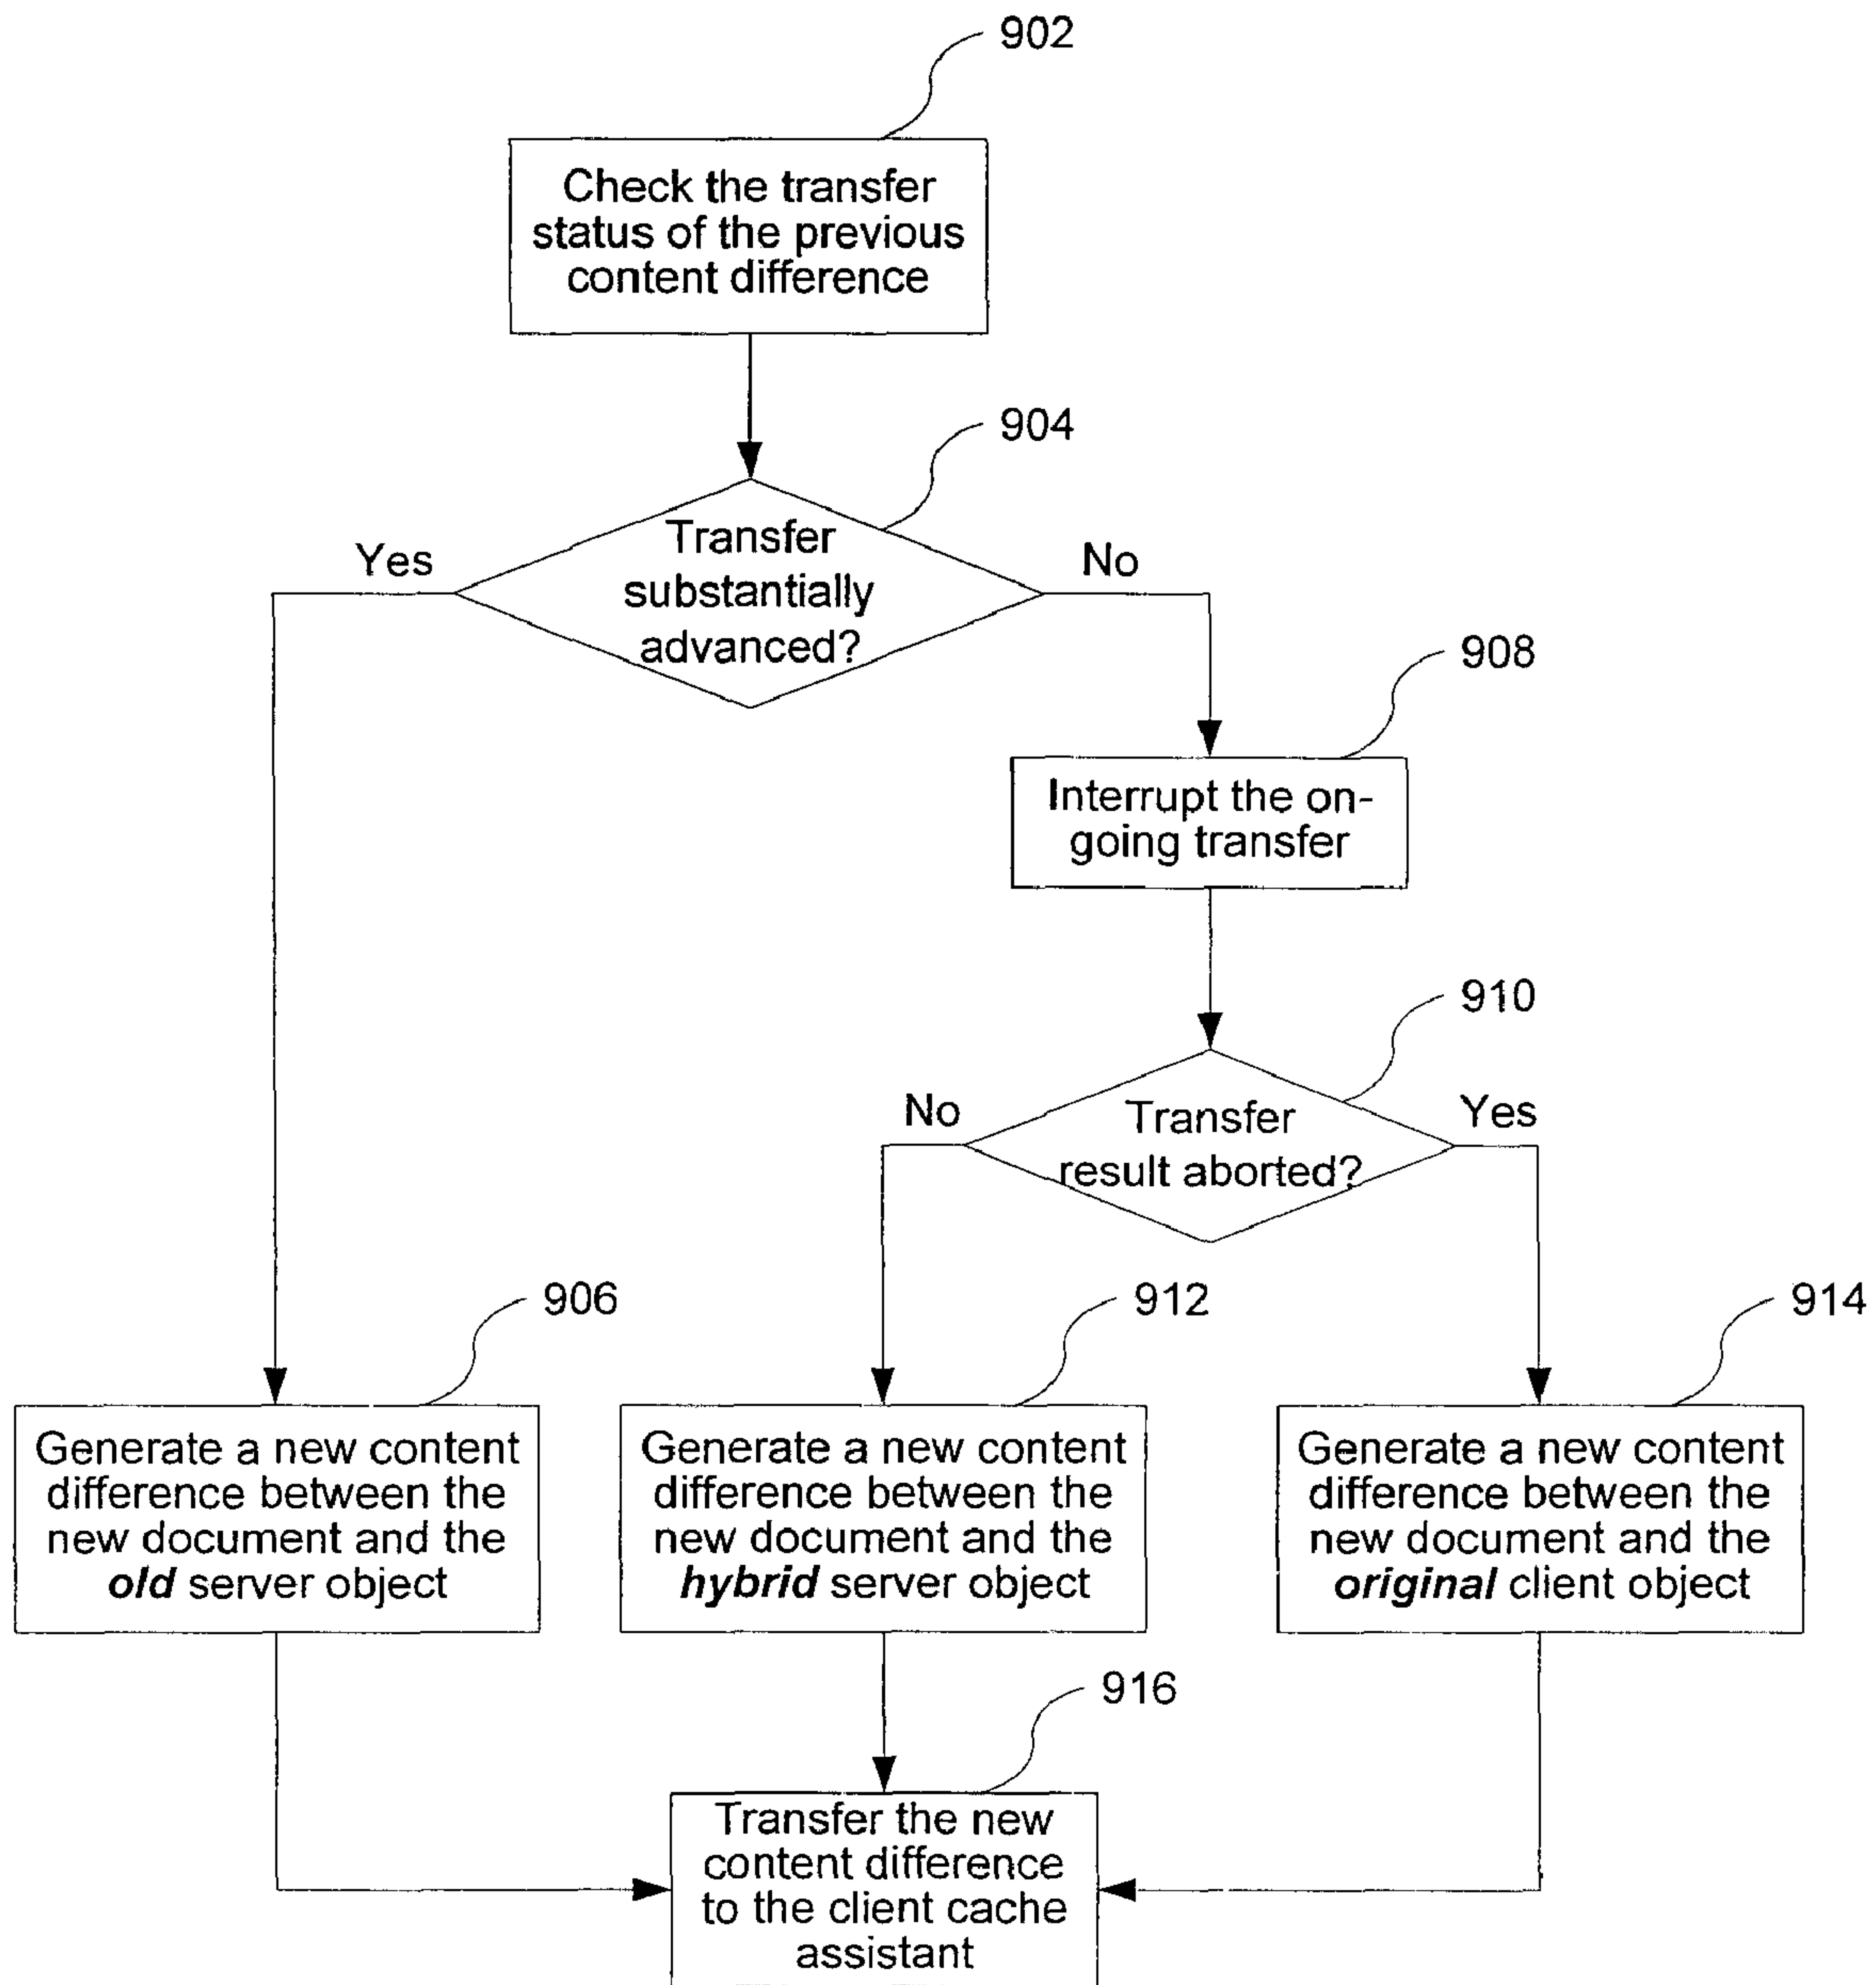 902
Check the transfer
status of the previous
content difference
904
Transfer
substantially
advanced?
Yes
No
908
Interrupt the on-
going transfer
910
Transfer
result aborted?
No
Yes
906
Generate a new content
difference between the
new document and the
old server object
912
Generate a new content
difference between the
new document and the
hybrid server object
914
Generate a new content
difference between the
new document and the
original client object
916
Transfer the new
content difference
to the client cache
assistant